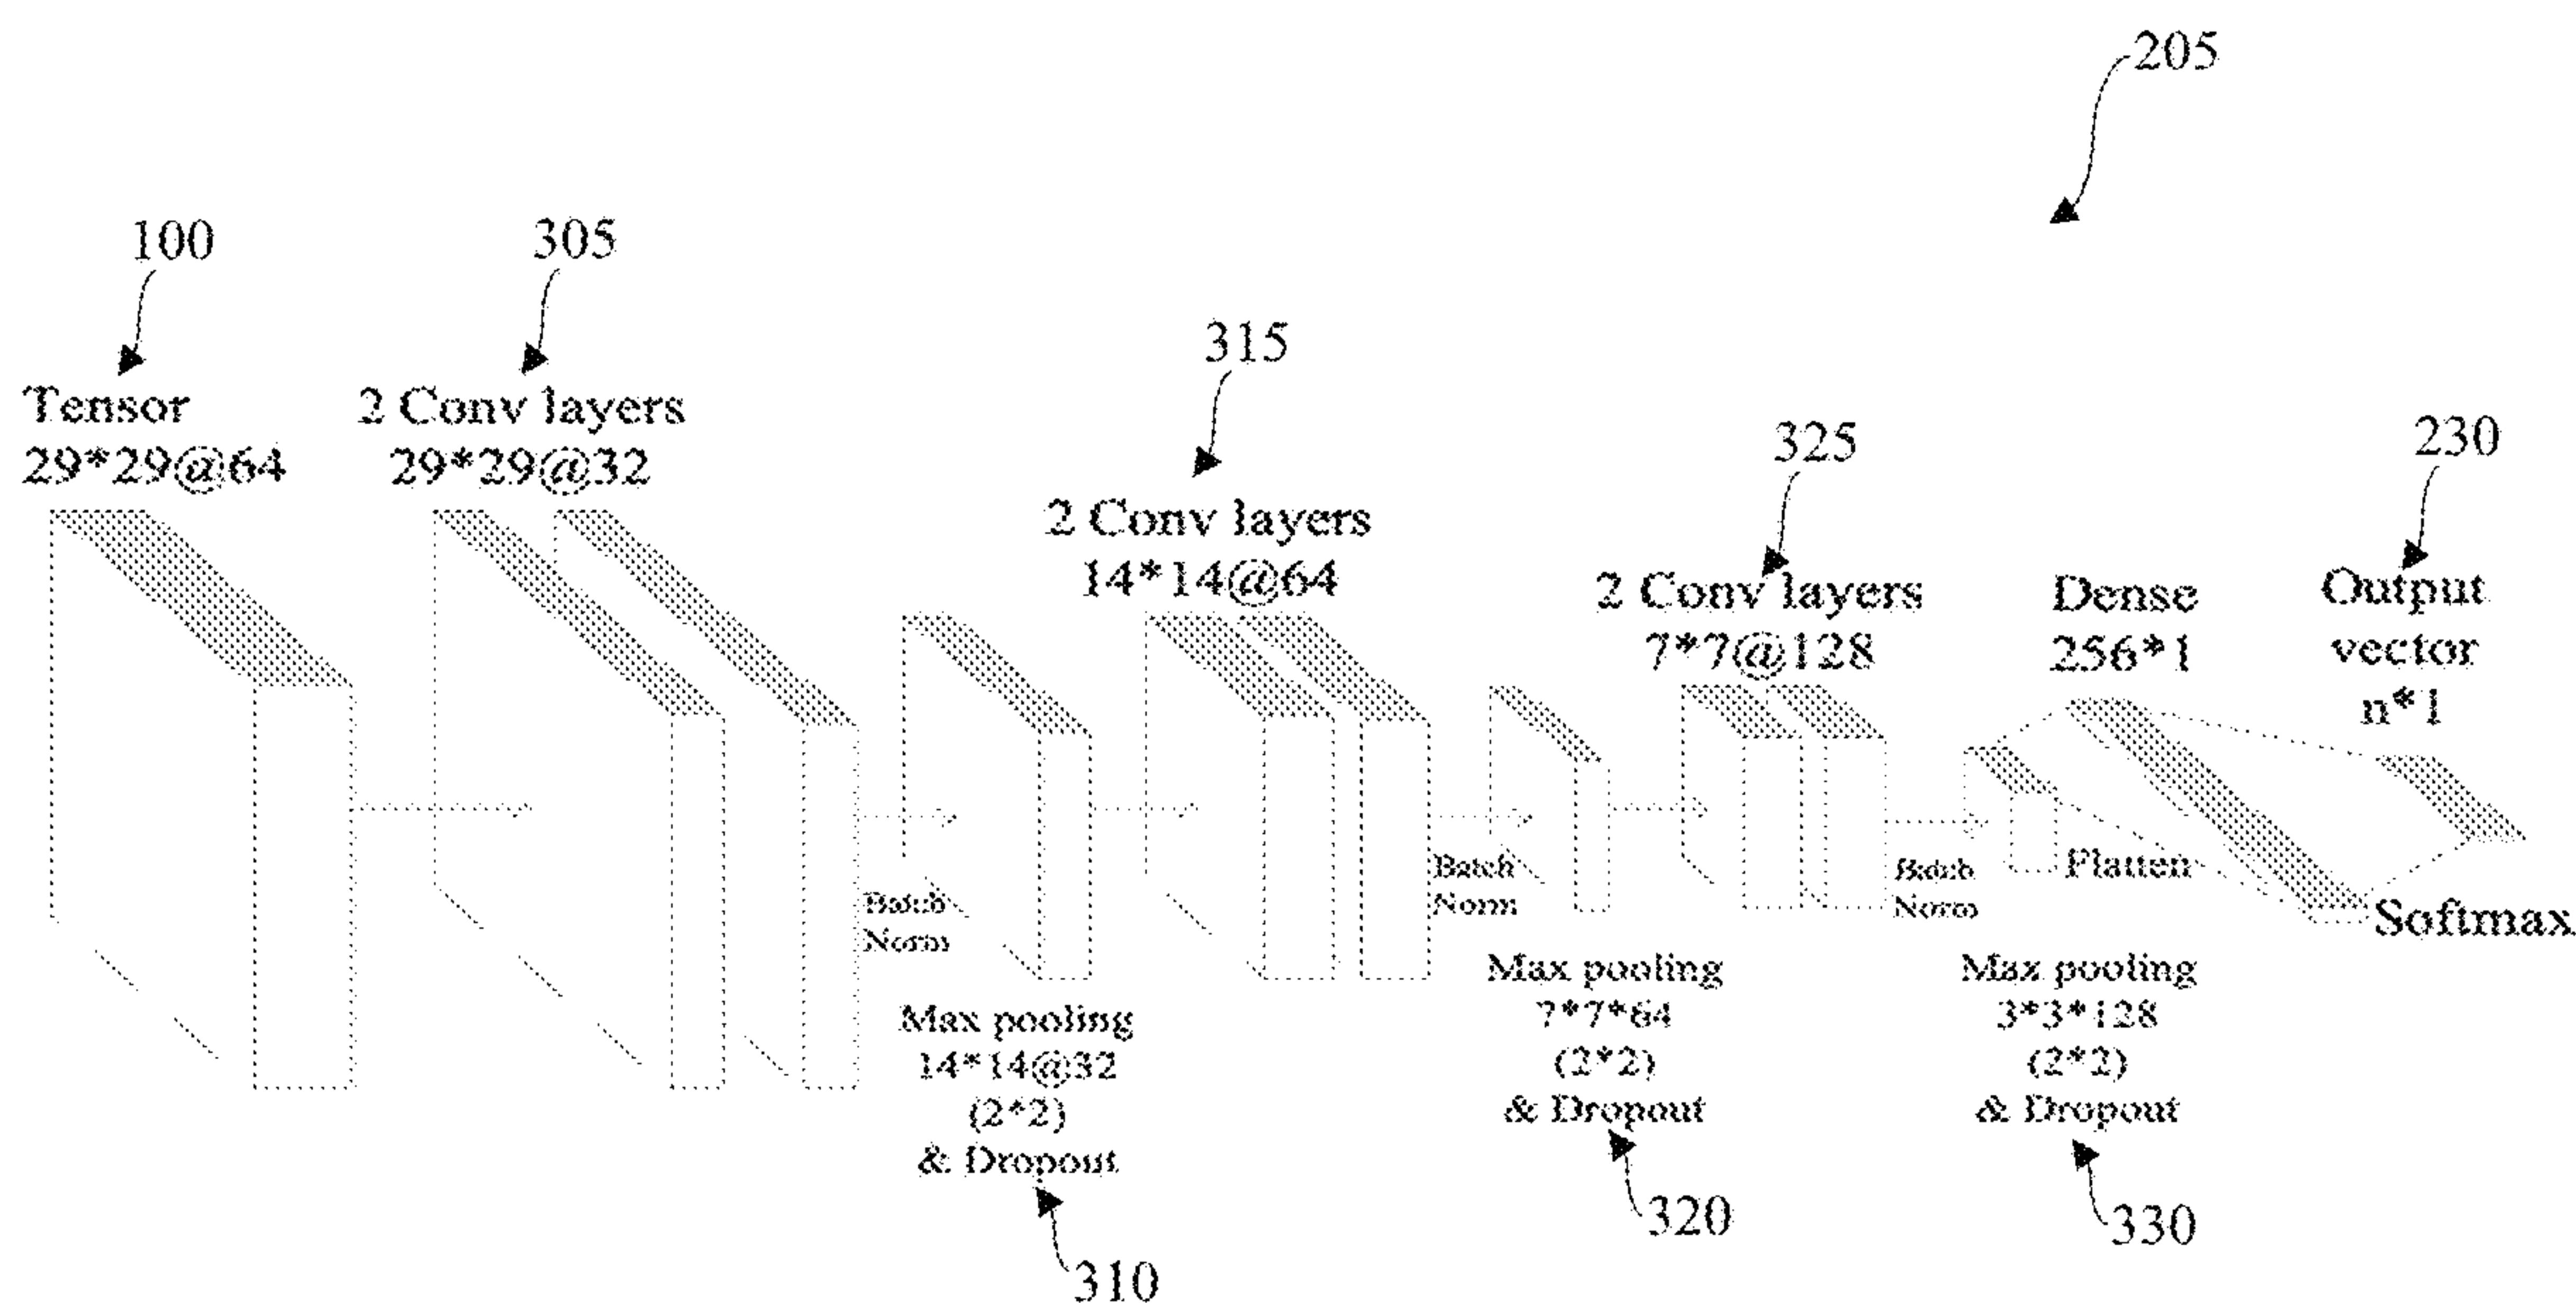 205
100
305
Tensor
29*29@64
2 Conv layers
29*29@32
315
2 Conv layers
14*14@64
325
2 Conv layers
7*7@128
Dense
256*1
230
Output
vector
n*1
Batch
Norm
Batch
Norm
Batch
Norm
Flatten
Softmax
Max pooling
14*14@32
(2*2)
& Dropout
310
Max pooling
7*7*64
(2*2)
& Dropout
320
Max pooling
3*3*128
(2*2)
& Dropout
330